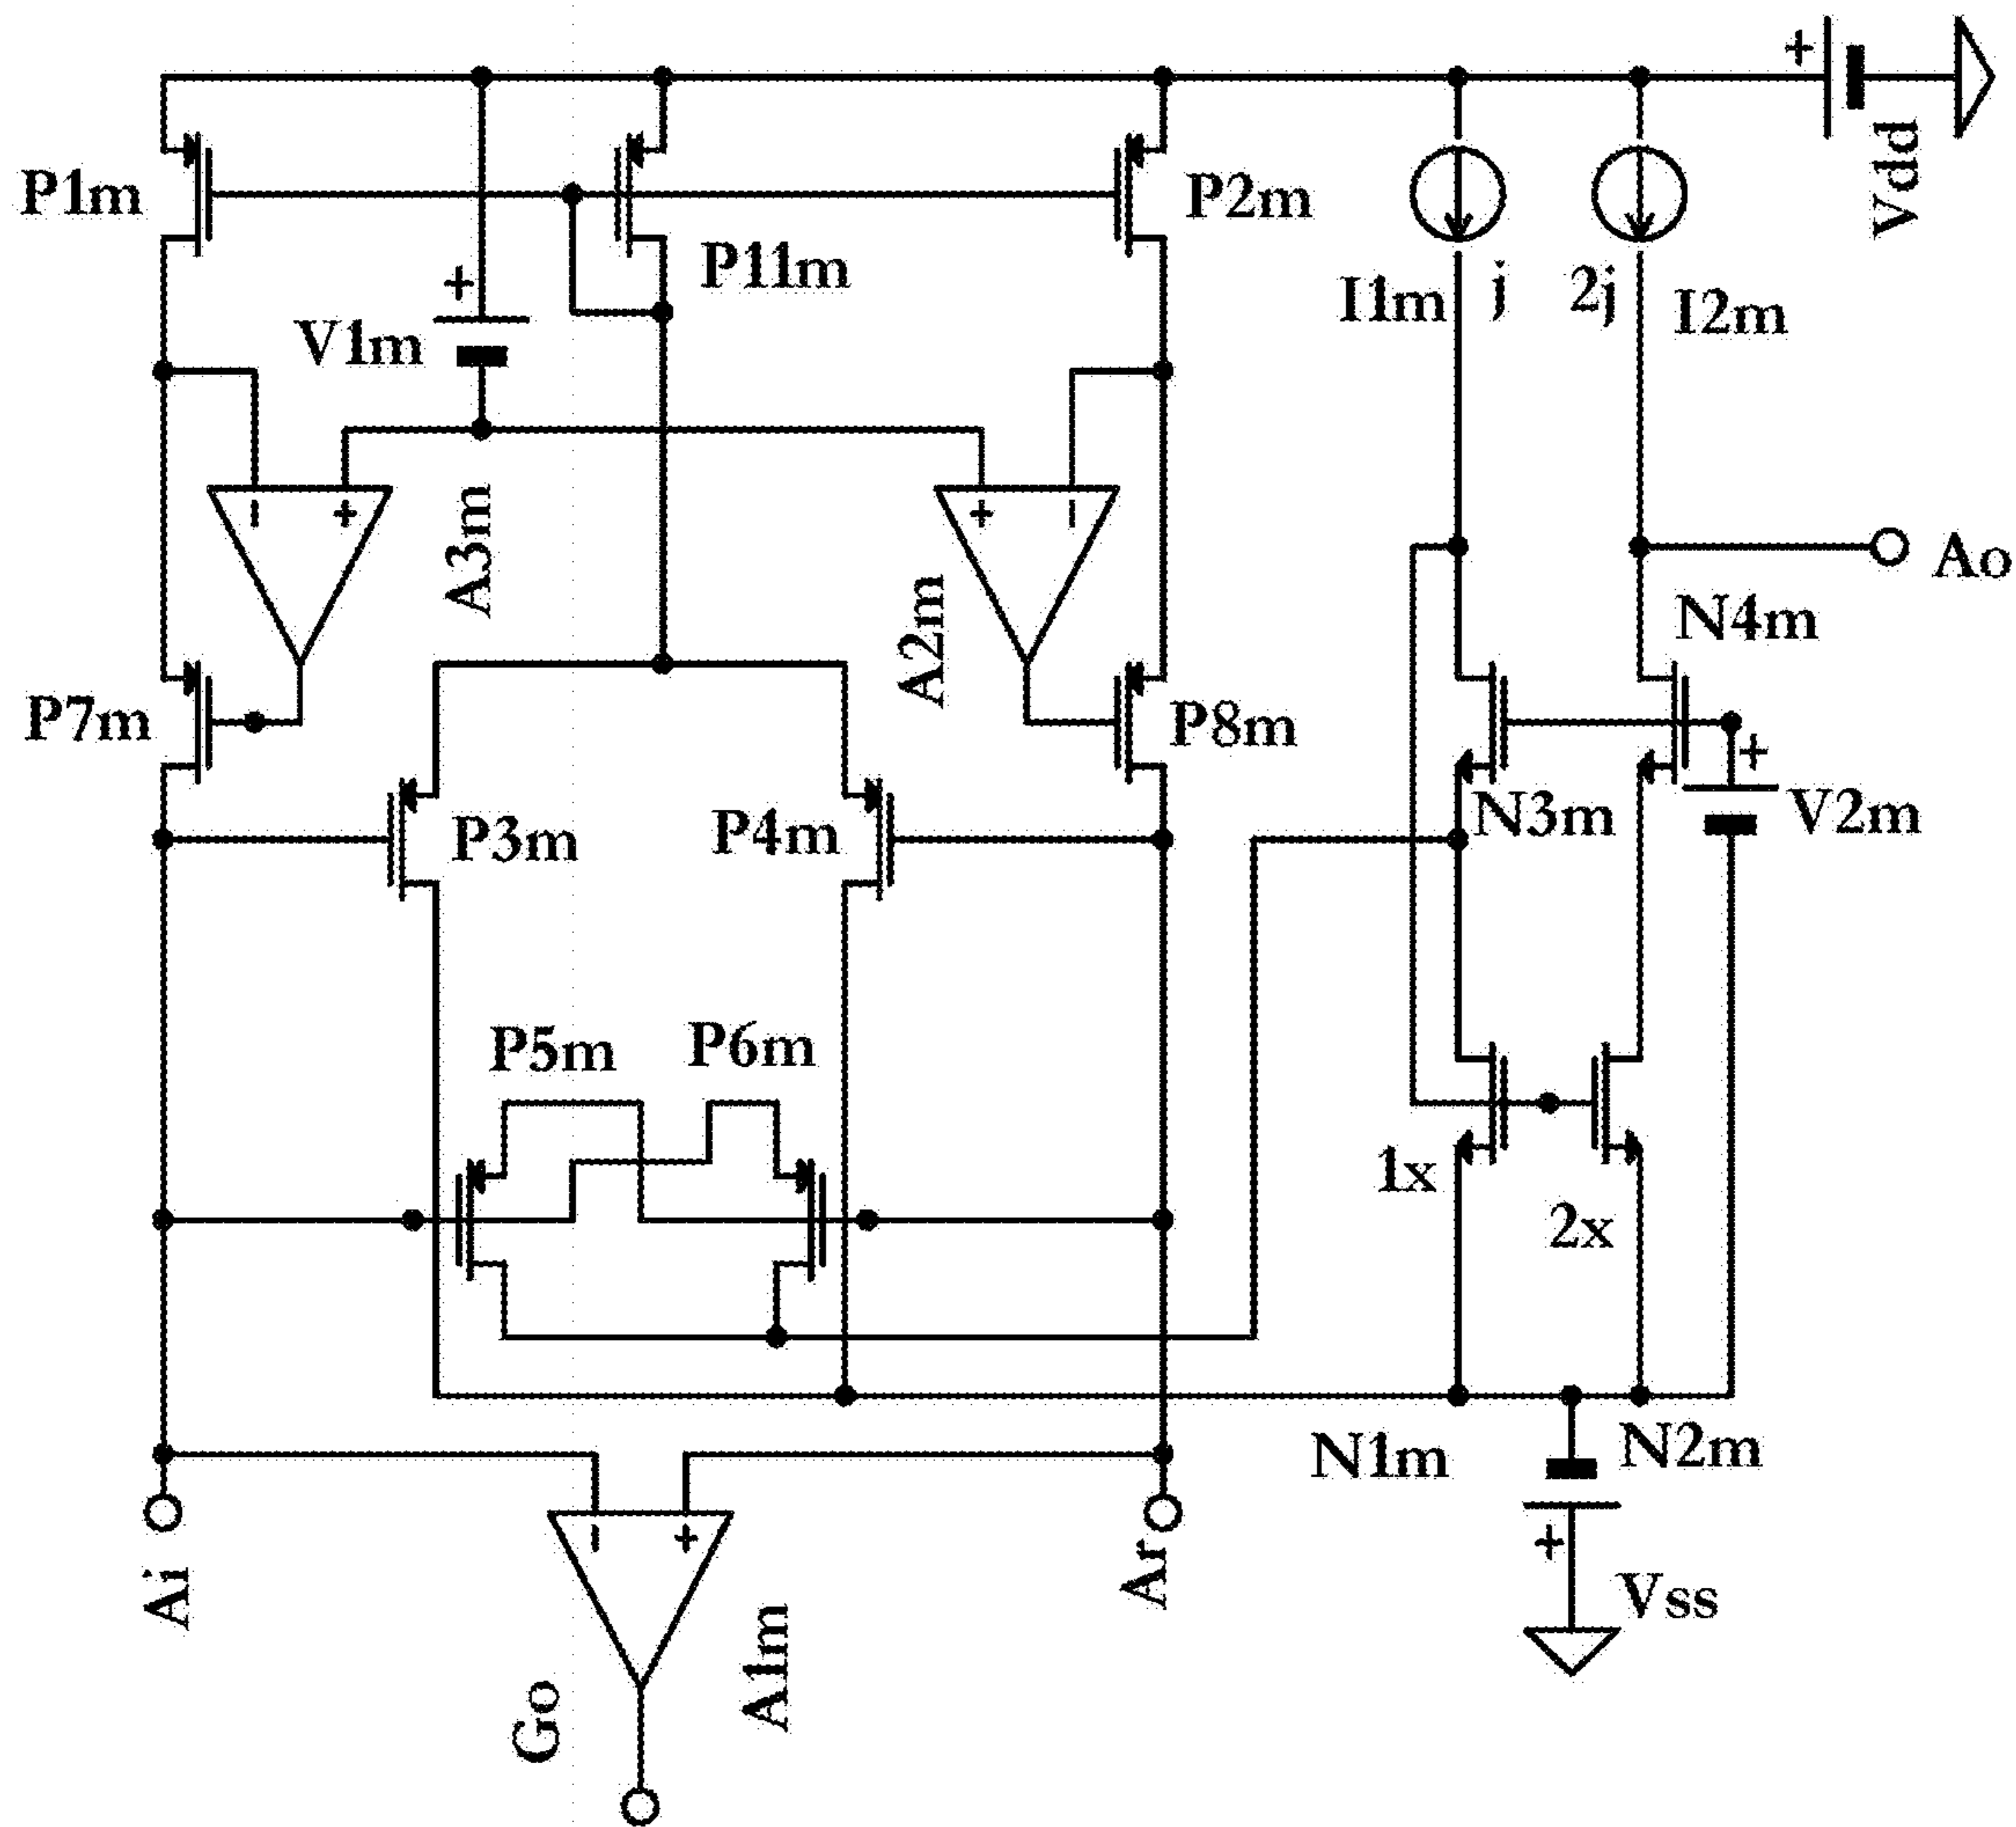 +
Vdd
P1m
P11m
P2m
+
V1m
I1m
j
2j
I2m
- +
A3m
+ -
A2m
Ao
N4m
P7m
P8m
+
P3m
P4m
N3m
V2m
P5m
P6m
1x
2x
N1m
N2m
+
Vss
Ai
- +
A1m
Ar
Go